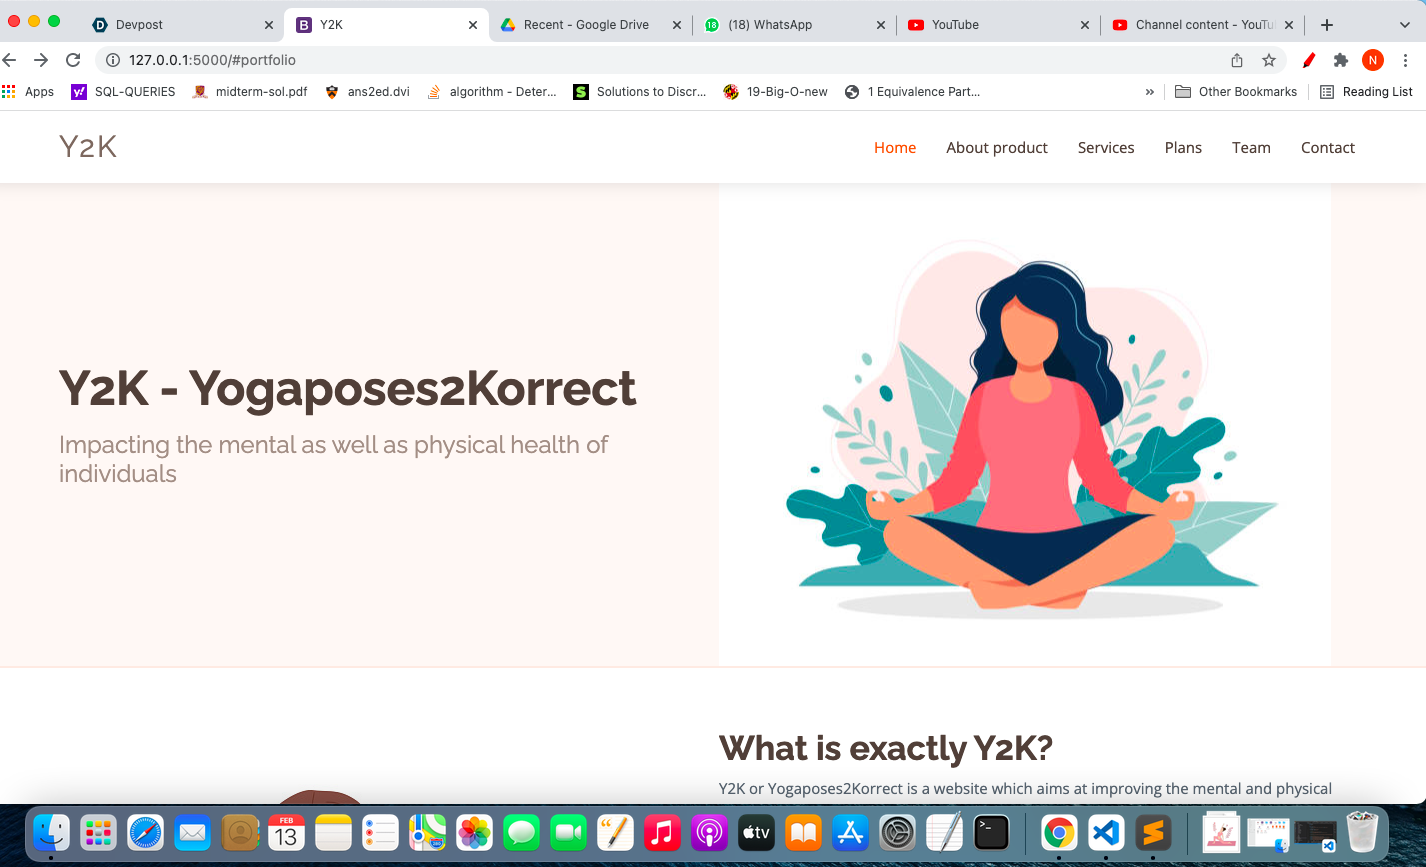 Devpost
Y2K
Recent - Google Drive
18
(18) WhatsApp
YouTube
Channel content - YouTu
127.0.0.1:5000/#portfolio
N
Apps
y!
SQL-QUERIES
midterm-sol.pdf
ans2ed.dvi
algorithm - Deter...
Solutions to Discr...
19-Big-O-new
1 Equivalence Part...
»
Other Bookmarks
Reading List
Y2K
Home
About product
Services
Plans
Team
Contact
Y2K - Yogaposes2Korrect
Impacting the mental as well as physical health of
individuals
What is exactly Y2K?
Y2K or Yogaposes2Korrect is a website which aims at improving the mental and physical
FEB
13
tv
>_